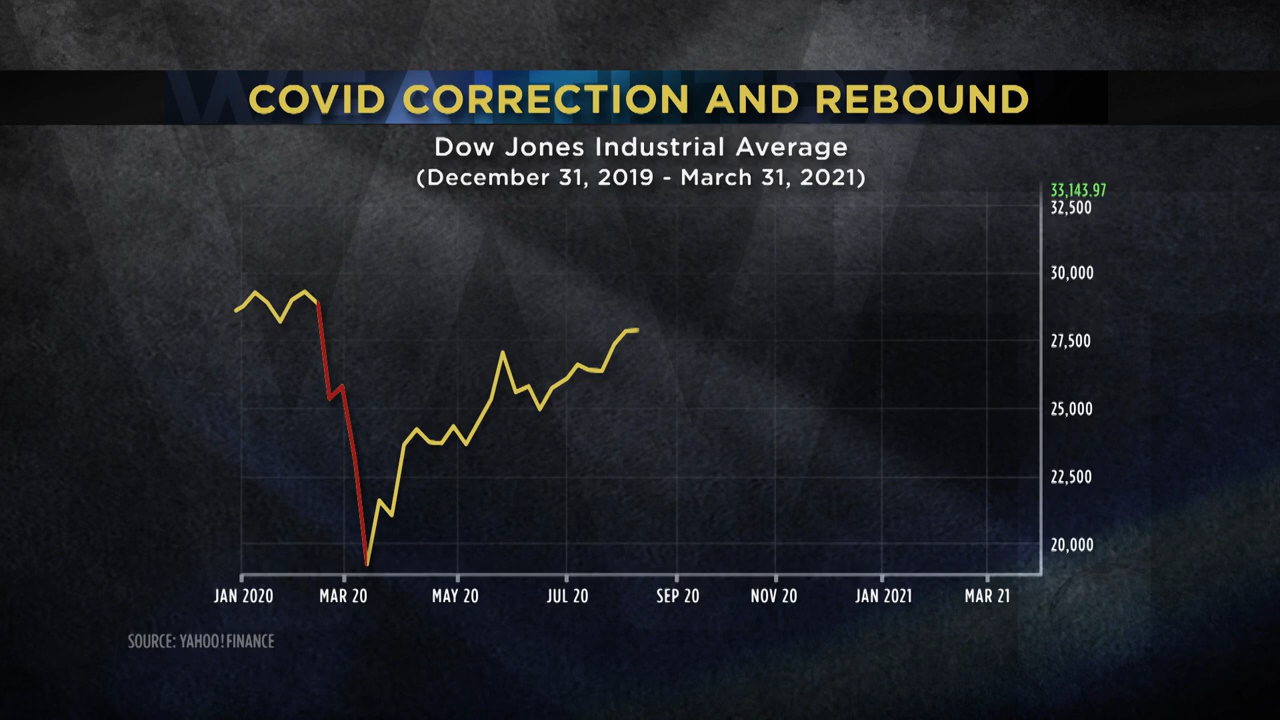 COVID CORRECTION AND REBOUND
Dow Jones Industrial Average
(December 31, 2019 - March 31, 2021)
33,143.97
32,500
30,000
27,500
25,000
22,500
20,000
JAN 2020 MAR 20 MAY 20 JUL 20 SEP 20 NOV 20 JAN 2021 MAR 21
SOURCE: YAHOO! FINANCE